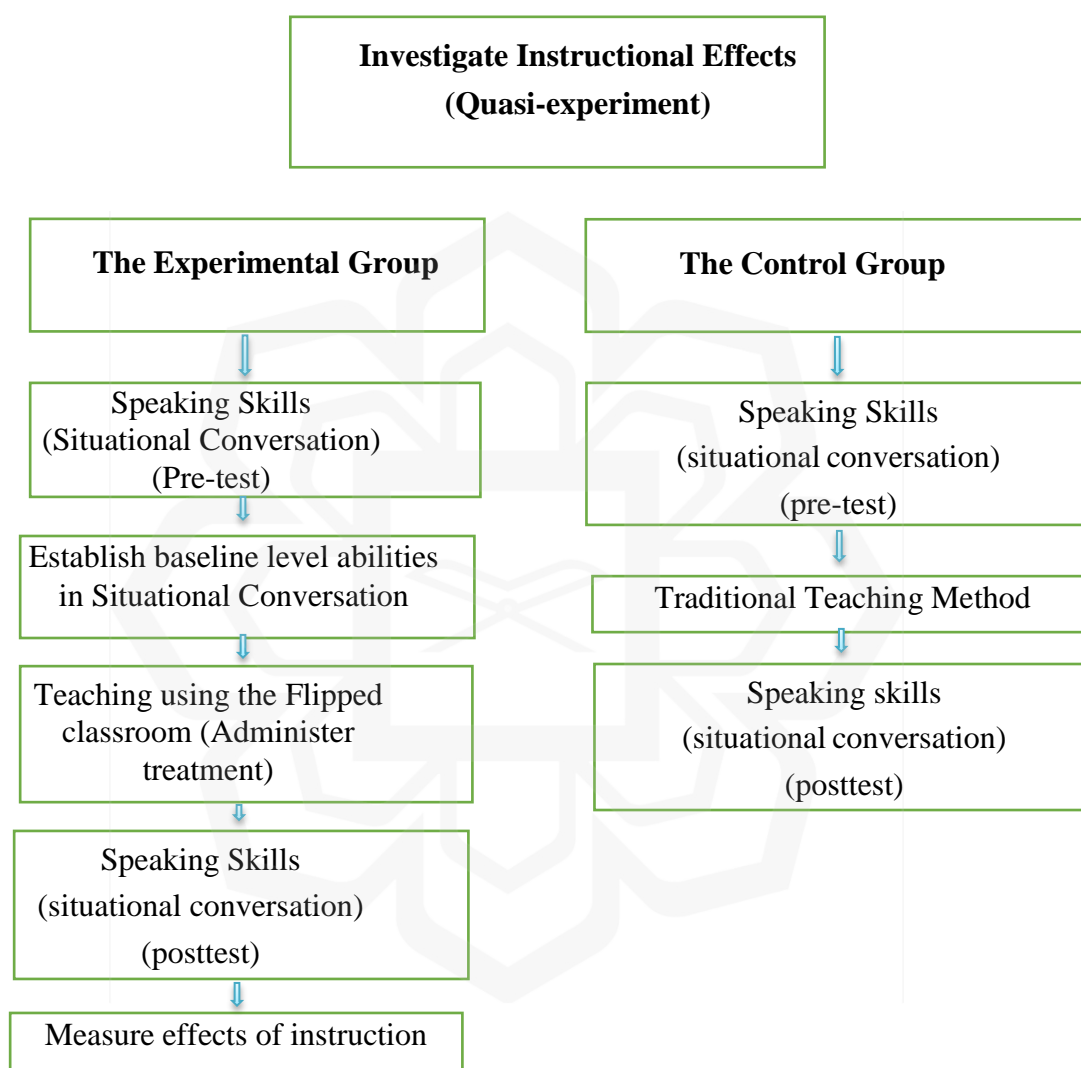 Investigate Instructional Effects
(Quasi-experiment)
The Experimental Group
Speaking Skills
(Situational Conversation)
(Pre-test)
Establish baseline level abilities
in Situational Conversation
Teaching using the Flipped
classroom (Administer
treatment)
Speaking Skills
(situational conversation)
(posttest)
Measure effects of instruction
The Control Group
Speaking Skills
(situational conversation)
(pre-test)
Traditional Teaching Method
Speaking skills
(situational conversation)
(posttest)